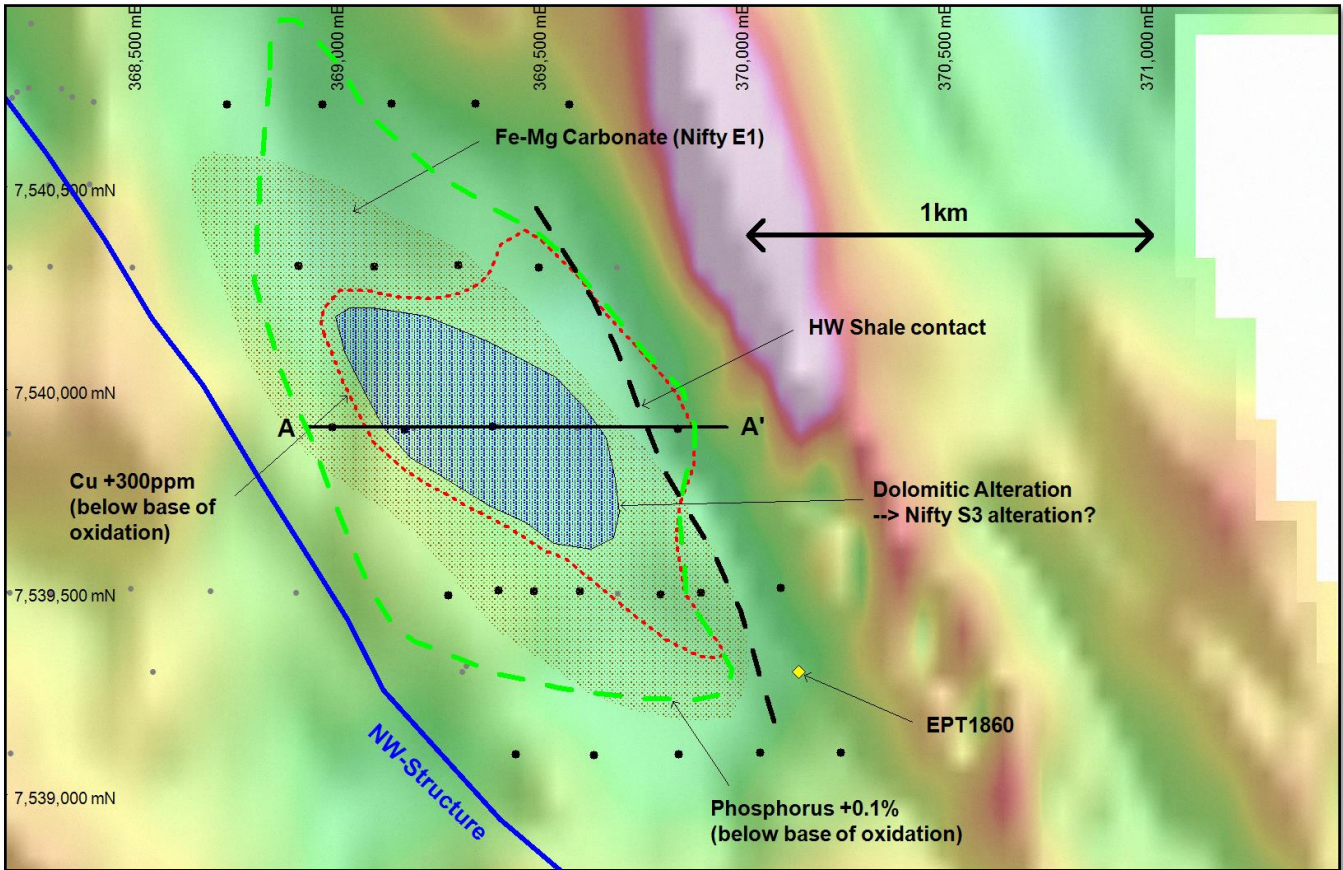 368,500 mE
369,000 mE
369,500 mE
370,000 mE
370,500 mE
371,000 mE
Fe-Mg Carbonate (Nifty E1)
7,540,500 mN
1km
HW Shale contact
7,540,000 mN
A
A'
Cu +300ppm
(below base of
oxidation)
Dolomitic Alteration
--> Nifty S3 alteration?
7,539,500 mN
EPT1860
NW-Structure
7,539,000 mN
Phosphorus +0.1%
(below base of oxidation)